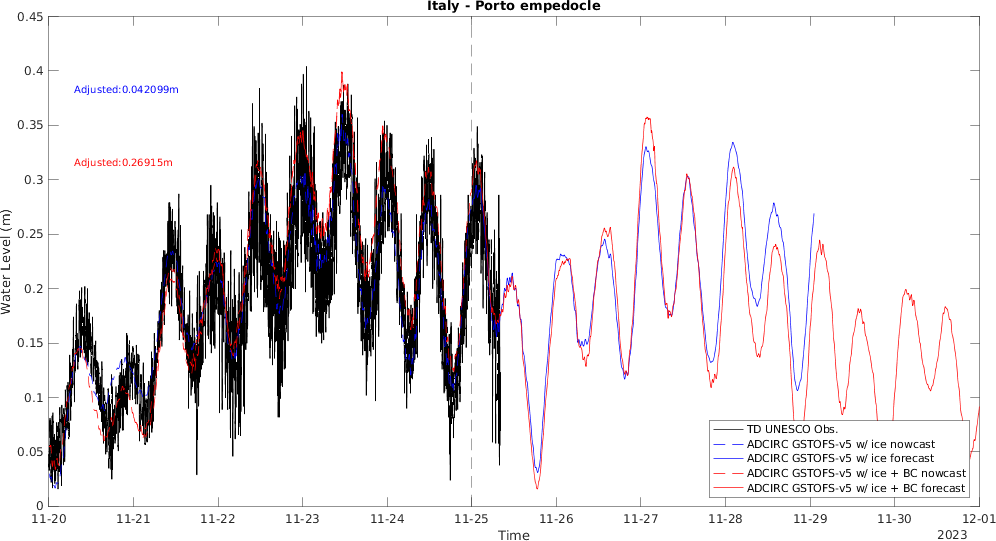 Italy - Porto empedocle
0.45
0.4
0.35
0.3
0.25
0.2
0.15
0.1
0.05
0
Water Level (m)
Adjusted:0.042099m
Adjusted:0.26915m
TD UNESCO Obs.
ADCIRC GSTOFS-v5 w/ ice nowcast
ADCIRC GSTOFS-v5 w/ ice forecast
ADCIRC GSTOFS-v5 w/ ice + BC nowcast
ADCIRC GSTOFS-v5 w/ ice + BC forecast
11-20 11-21 11-22 11-23 11-24 11-25 11-26 11-27 11-28 11-29 11-30 12-01
Time
2023